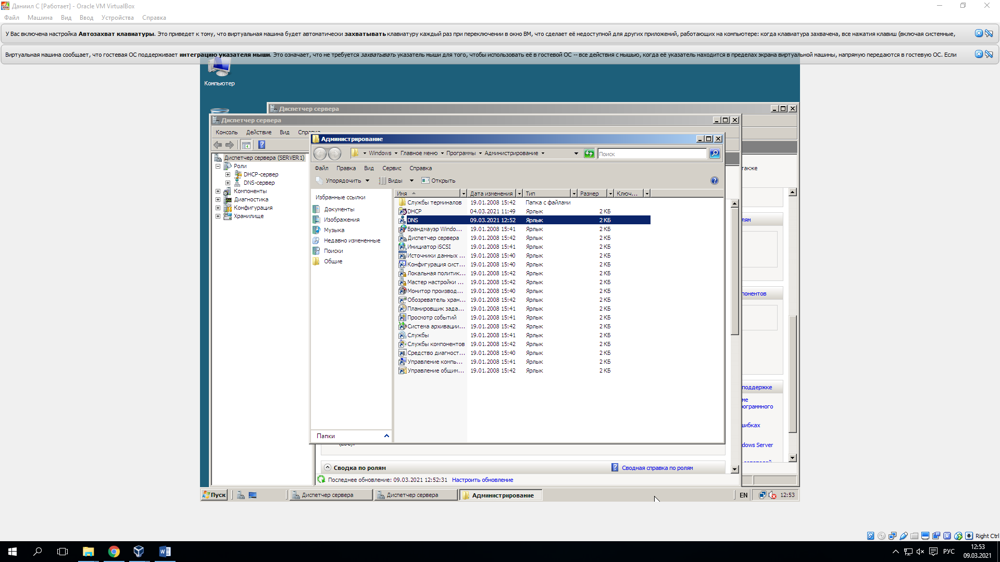 Даниил С [Работает] - Oracle VM VirtualBox
Файл Машина Вид Ввод Устройства Справка
У Вас включена настройка Автозахват клавиатуры. Это приведет к тому, что виртуальная машина будет автоматически захватывать клавиатуру каждый раз при переключении в окно ВМ, что сделает её недоступной для других приложений, работающих на компьютере: когда клавиатура захвачена, все нажатия клавиш (включая системные,
Виртуальная машина сообщает, что гостевая ОС поддерживает интеграцию указателя мыши. Это означает, что не требуется захватывать указатель мыши для того, чтобы использовать её в гостевой ОС -- все действия с мышью, когда её указатель находится в пределах экрана виртуальной машины, напрямую передаются в гостевую ОС. Если
Компьютер
Диспетчер сервера
Диспетчер сервера
Консоль Действие Вид Справка
Диспетчер сервера (SERVER1)
Роли
DHCP-сервер
DNS-сервер
Компоненты
Диагностика
Конфигурация
Хранилище
Администрирование
Windows Главное меню Программы Администрирование
Поиск
Файл Правка Вид Сервис Справка
Упорядочить Виды Открыть
Избранные ссылки
Документы
Изображения
Музыка
Недавно измененные
Поиски
Общие
Папки
Имя Дата изменения Тип Размер Ключ...
Службы терминалов 19.01.2008 15:42 Папка с файлами
DHCP 04.03.2021 11:49 Ярлык 2 КБ
DNS 09.03.2021 12:52 Ярлык 2 КБ
Брандмауэр Windo... 19.01.2008 15:41 Ярлык 2 КБ
Диспетчер сервера 19.01.2008 15:42 Ярлык 2 КБ
Инициатор iSCSI 19.01.2008 15:41 Ярлык 2 КБ
Источники данных ... 19.01.2008 15:40 Ярлык 2 КБ
Конфигурация сист... 19.01.2008 15:40 Ярлык 2 КБ
Локальная политик... 19.01.2008 15:42 Ярлык 2 КБ
Мастер настройки ... 19.01.2008 15:42 Ярлык 2 КБ
Монитор производ... 19.01.2008 15:40 Ярлык 2 КБ
Обозреватель хран... 19.01.2008 15:42 Ярлык 2 КБ
Планировщик зада... 19.01.2008 15:41 Ярлык 2 КБ
Просмотр событий 19.01.2008 15:41 Ярлык 2 КБ
Система архивации... 19.01.2008 15:42 Ярлык 2 КБ
Службы 19.01.2008 15:41 Ярлык 2 КБ
Службы компонентов 19.01.2008 15:42 Ярлык 2 КБ
Средство диагност... 19.01.2008 15:40 Ярлык 2 КБ
Управление компь... 19.01.2008 15:41 Ярлык 2 КБ
Управление общим... 19.01.2008 15:42 Ярлык 2 КБ
также
лям
понентов
поддержке
ме
ограммного
шибках
dows Server
Сводка по ролям
Сводная справка по ролям
Последнее обновление: 09.03.2021 12:52:31 Настроить обновление
Пуск
Диспетчер сервера
Диспетчер сервера
Администрирование
EN
12:53
Right Ctrl
РУС
12:53
09.03.2021